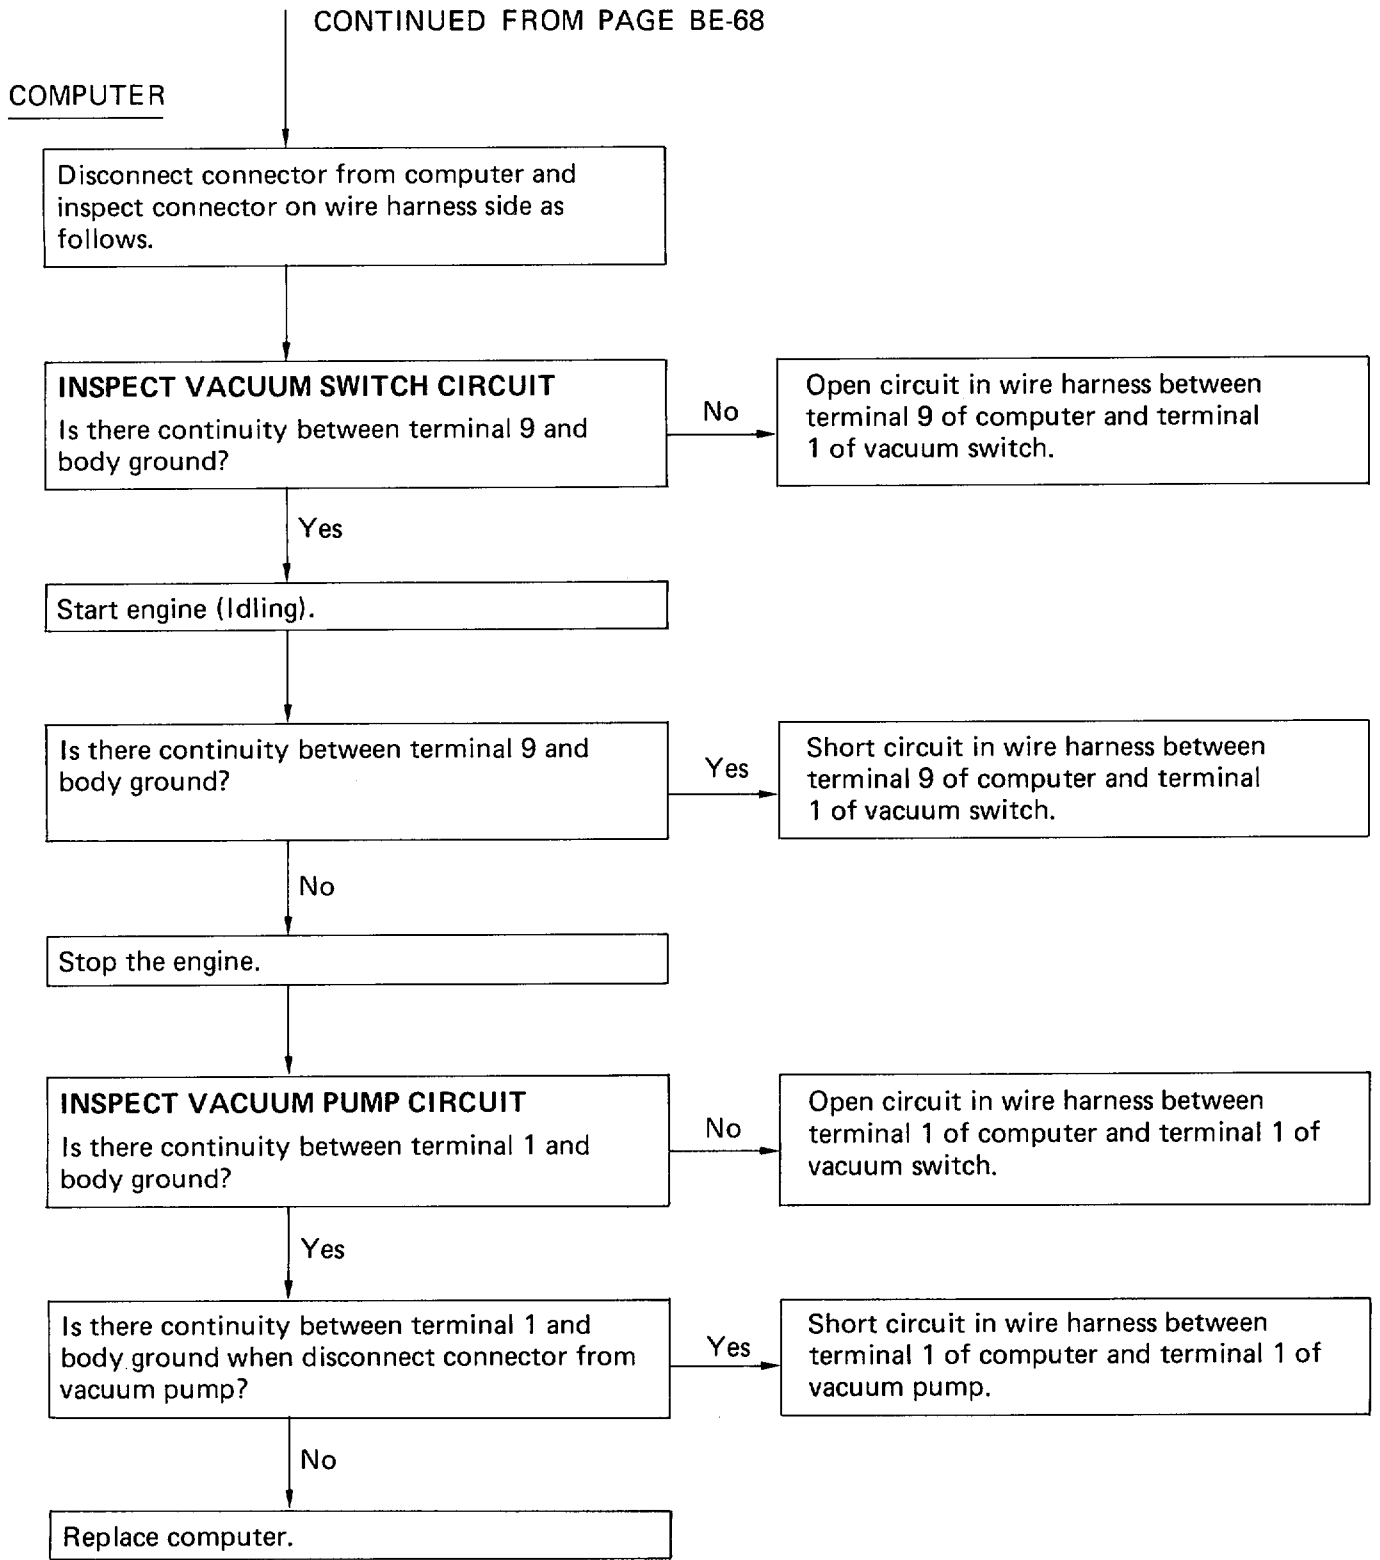 CONTINUED FROM PAGE BE-68
COMPUTER
Disconnect connector from computer and
inspect connector on wire harness side as
follows.
INSPECT VACUUM SWITCH CIRCUIT
Is there continuity between terminal 9 and
body ground?
No
Open circuit in wire harness between
terminal 9 of computer and terminal
1 of vacuum switch.
Yes
Start engine (Idling).
Is there continuity between terminal 9 and
body ground?
Yes
Short circuit in wire harness between
terminal 9 of computer and terminal
1 of vacuum switch.
No
Stop the engine.
INSPECT VACUUM PUMP CIRCUIT
Is there continuity between terminal 1 and
body ground?
No
Open circuit in wire harness between
terminal 1 of computer and terminal 1 of
vacuum switch.
Yes
Is there continuity between terminal 1 and
body ground when disconnect connector from
vacuum pump?
Yes
Short circuit in wire harness between
terminal 1 of computer and terminal 1 of
vacuum pump.
No
Replace computer.